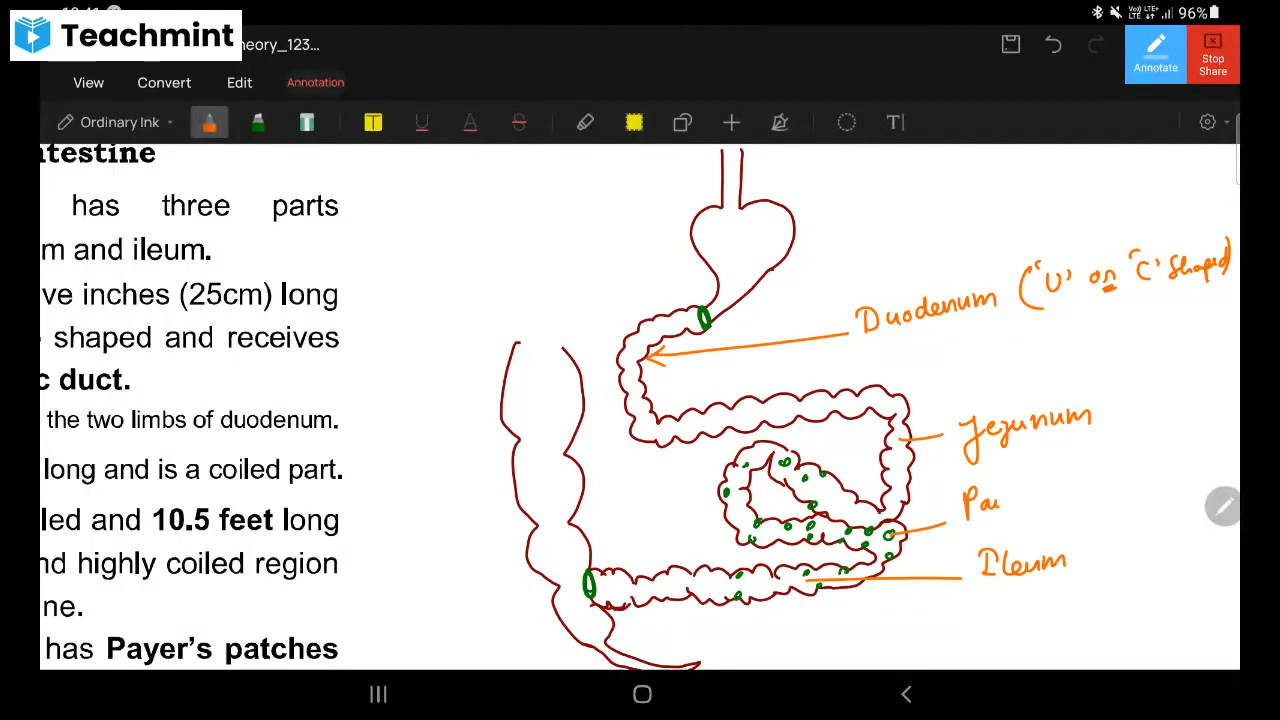 96%
Teachmint
heory_123...
Annotate
Stop
Share
View Convert Edit Annotation
Ordinary Ink
ntestine
has three parts
m and ileum.
ve inches (25cm) long
shaped and receives
c duct.
the two limbs of duodenum.
long and is a coiled part.
led and 10.5 feet long
nd highly coiled region
ne.
has Payer's patches
Duodenum ('U' or 'C' shaped)
Jejunum
Pa
Ileum